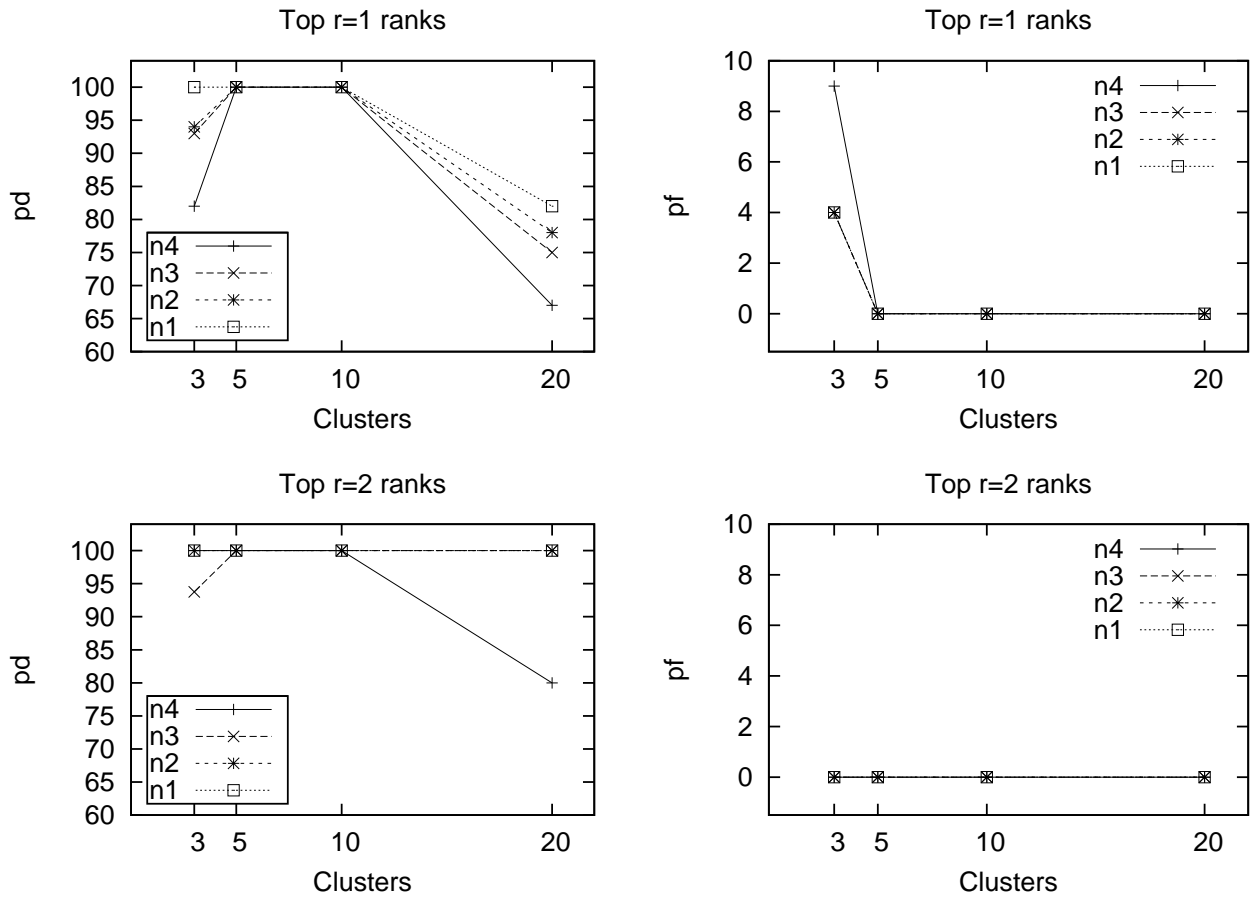 Top r=1 ranks
100
95
90
85
80
75
70
65
60
pd
n4
n3
n2
n1
3 5 10 20
Clusters
Top r=1 ranks
10
8
6
4
2
0
pf
n4
n3
n2
n1
3 5 10 20
Clusters
Top r=2 ranks
100
95
90
85
80
75
70
65
60
pd
n4
n3
n2
n1
3 5 10 20
Clusters
Top r=2 ranks
10
8
6
4
2
0
pf
n4
n3
n2
n1
3 5 10 20
Clusters